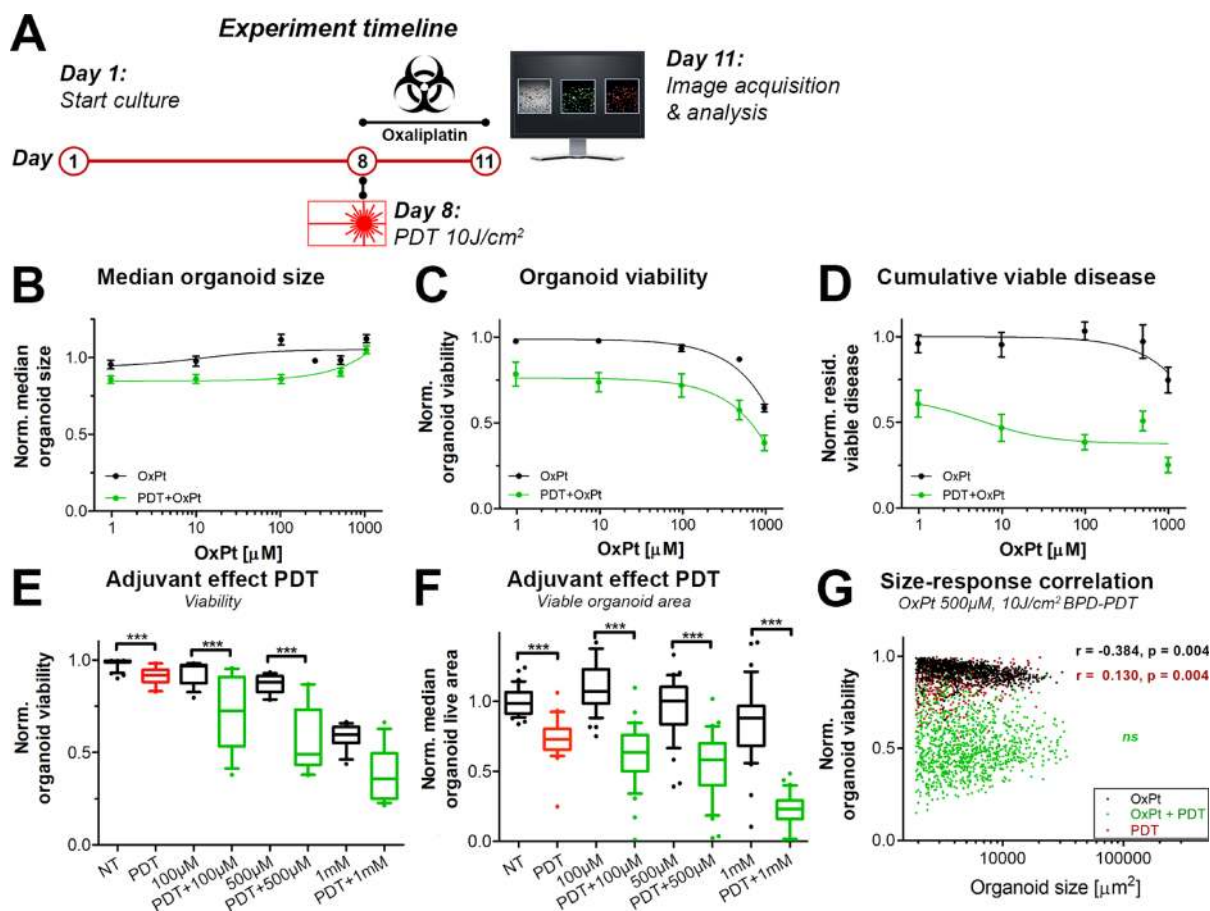 A
Experiment timeline
Day 1:
Start culture
Oxaliplatin
Day 11:
Image acquisition
& analysis
Day
1
8
11
Day 8:
PDT 10J/cm²
B
Median organoid size
Norm. median
organoid size
1.0
0.5
0.0
OxPt
PDT+OxPt
1 10 100 1000
OxPt [µM]
C
Organoid viability
Norm.
organoid viability
1.0
0.5
0.0
OxPt
PDT+OxPt
1 10 100 1000
OxPt [µM]
D
Cumulative viable disease
Norm. resid.
viable disease
1.0
0.5
0.0
OxPt
PDT+OxPt
1 10 100 1000
OxPt [µM]
E
Adjuvant effect PDT
Viability
Norm.
organoid viability
1.0
0.5
0.0
*** *** ***
NT PDT 100µM PDT+100µM 500µM PDT+500µM 1mM PDT+1mM
F
Adjuvant effect PDT
Viable organoid area
Norm. median
organoid live area
1.0
0.5
0.0
*** *** *** ***
NT PDT 100µM PDT+100µM 500µM PDT+500µM 1mM PDT+1mM
G
Size-response correlation
OxPt 500µM, 10J/cm² BPD-PDT
Norm.
organoid viability
1.0
0.5
0.0
r = -0.384, p = 0.004
r = 0.130, p = 0.004
ns
OxPt
OxPt + PDT
PDT
10000 100000
Organoid size [µm²]